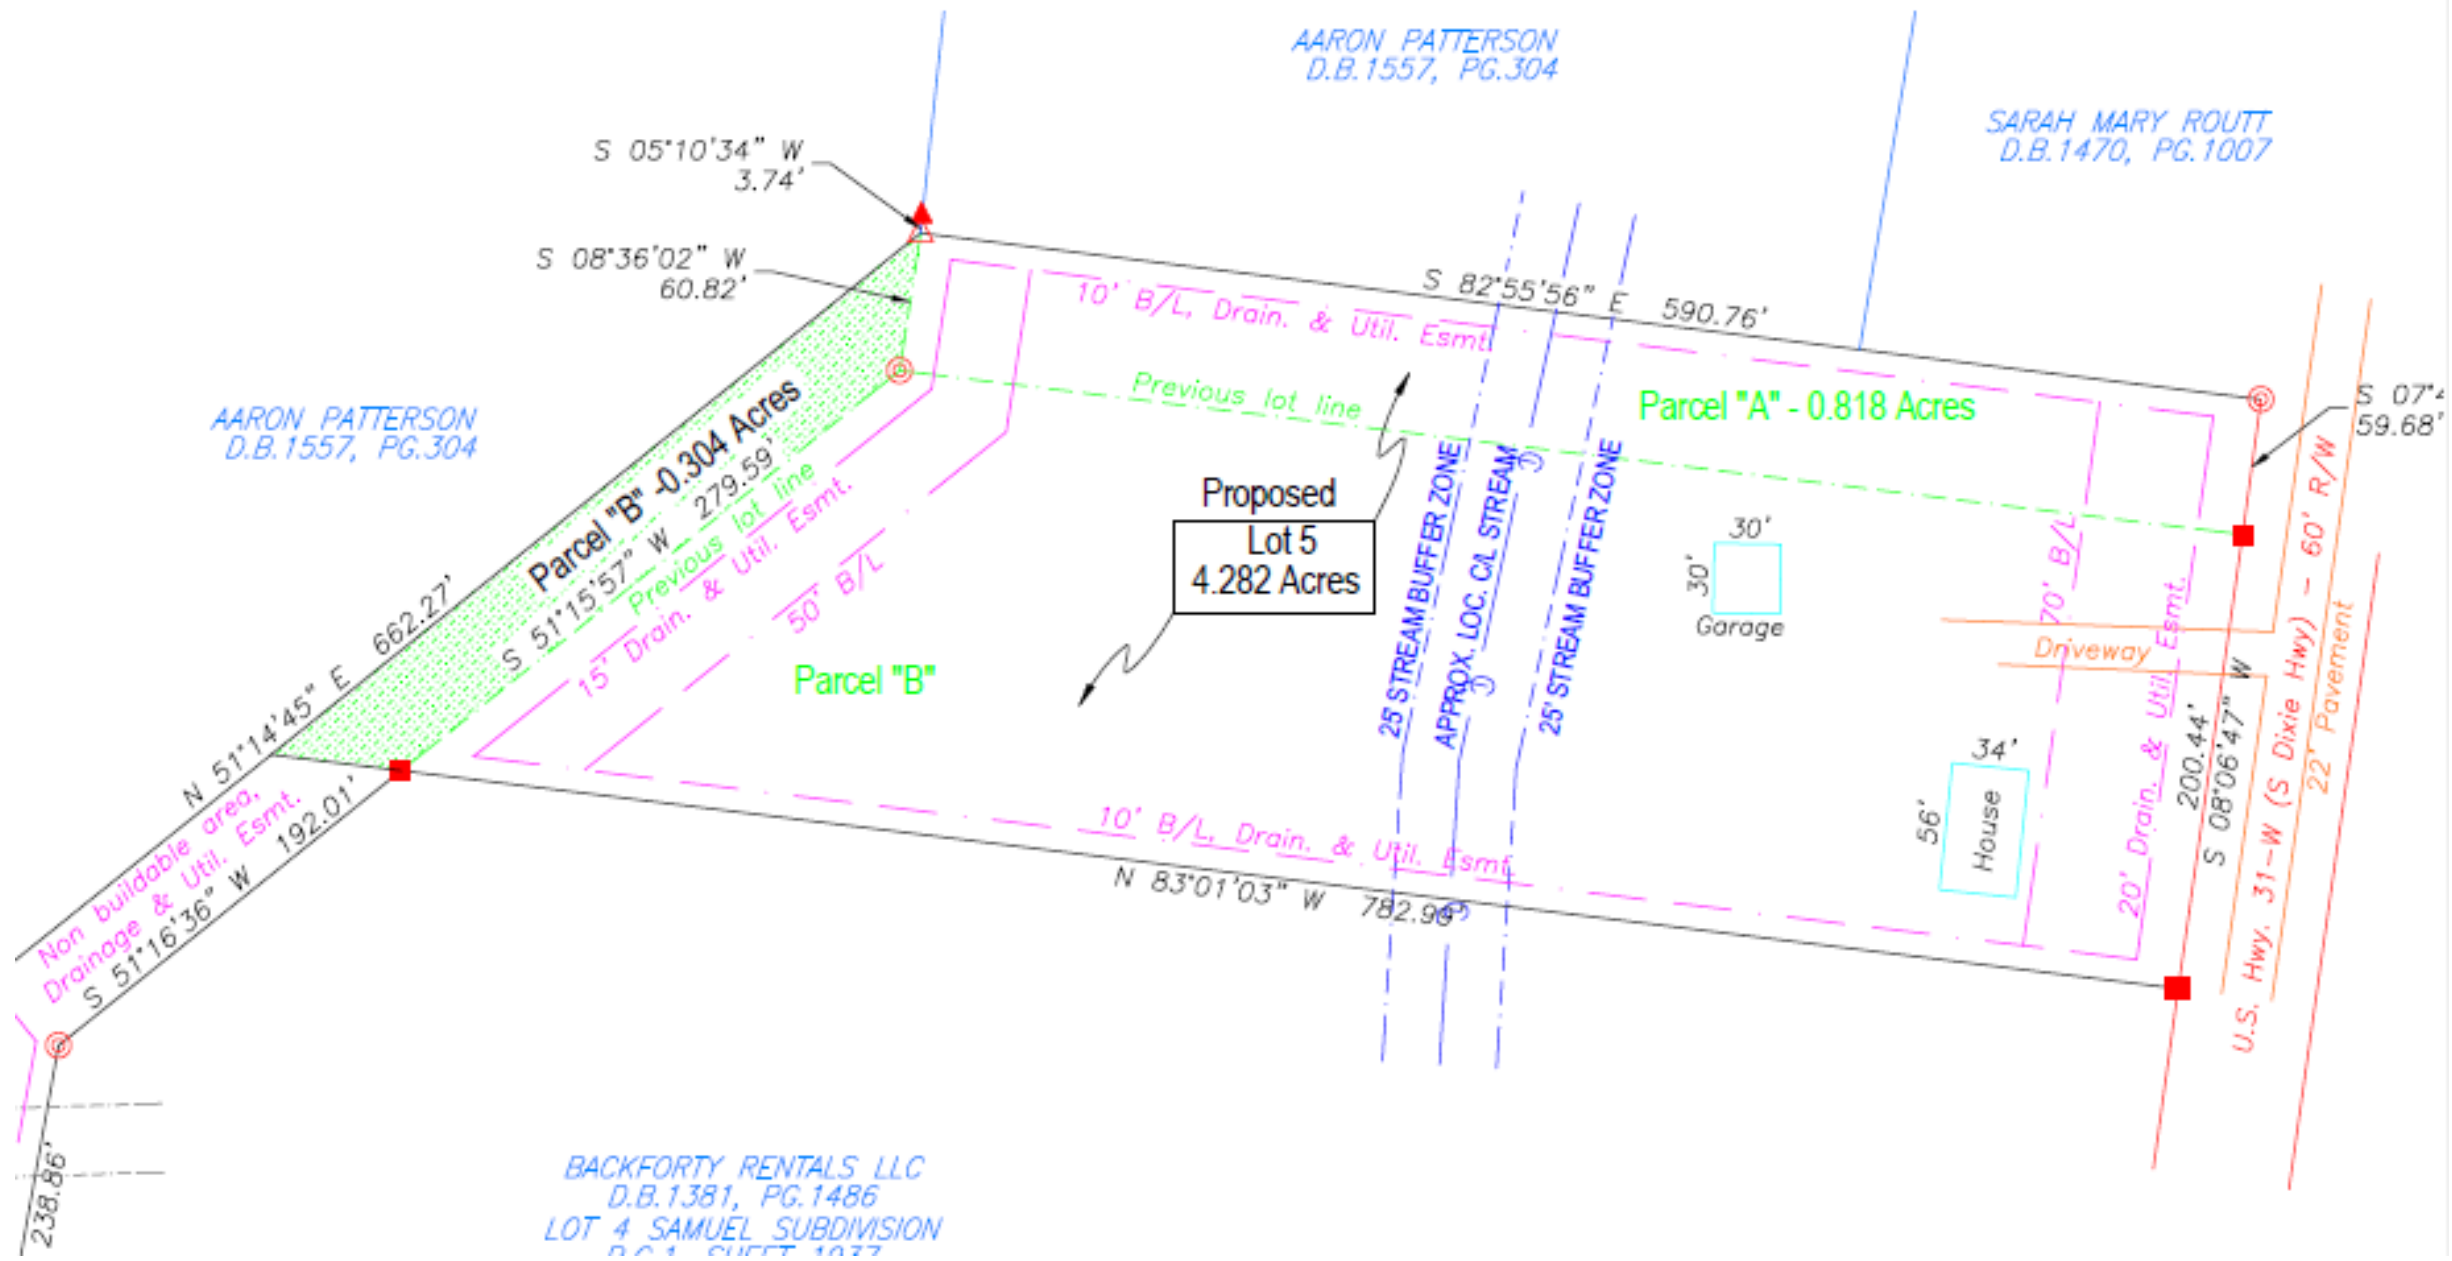 AARON PATTERSON
D.B.1557, PG.304
SARAH MARY ROUTT
D.B.1470, PG.1007
S 05°10'34" W
3.74'
S 08°36'02" W
60.82'
S 82°55'56" E 590.76'
10' B/L, Drain. & Util. Esmt.
Previous lot line
Parcel "A" - 0.818 Acres
S 07°4
59.68'
AARON PATTERSON
D.B.1557, PG.304
Parcel "B" -0.304 Acres
S 51°15'57" W 279.59'
Previous lot line
15' Drain. & Util. Esmt.
50' B/L
N 51°14'45" E 662.27'
Proposed
Lot 5
4.282 Acres
25' STREAM BUFFER ZONE
APPROX. LOC. C/L STREAM
25' STREAM BUFFER ZONE
30'
30'
Garage
70' B/L
Driveway
20' Drain. & Util. Esmt.
Parcel "B"
34'
56'
House
200.44'
S 08°06'47" W
U.S. Hwy. 31-W (S Dixie Hwy) - 60' R/W
22' Pavement
10' B/L, Drain. & Util. Esmt.
N 83°01'03" W
Non buildable area,
Drainage & Util. Esmt.
S 51°16'36" W 192.01'
238.86'
BACKFORTY RENTALS LLC
D.B.1381, PG.1486
LOT 4 SAMUEL SUBDIVISION